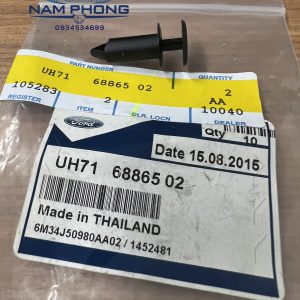 NAM PHONG
0934534699
PART NUMBER
QUANTITY
UH71 68865 02
2
AA
105283
2
10040
REGISTER
ITEM
DLR. LOCN
DEALER
Ford
Qty 10
Date 15.08.2015
UH71 68865 02
Made in THAILAND
6M34J50980AA02 / 1452481